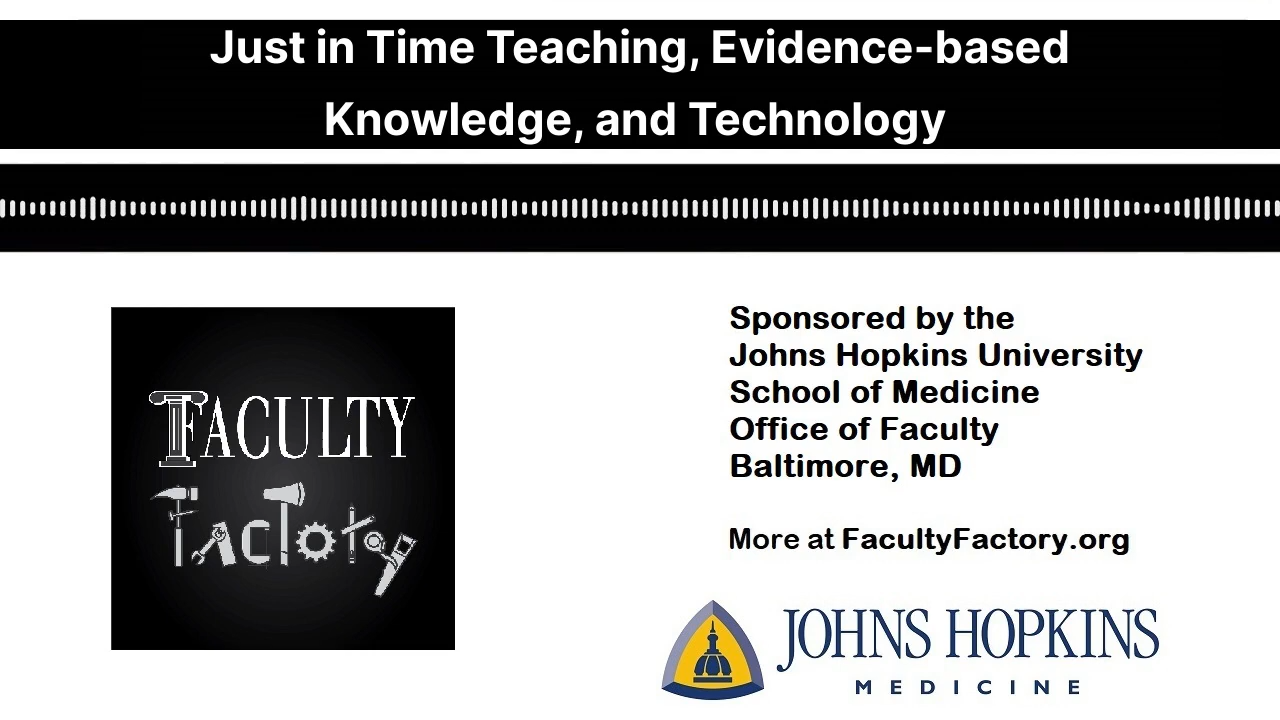 Just in Time Teaching, Evidence-based
Knowledge, and Technology
FACULTY
FacTory
Sponsored by the
Johns Hopkins University
School of Medicine
Office of Faculty
Baltimore, MD
More at FacultyFactory.org
JOHNS HOPKINS
MEDICINE